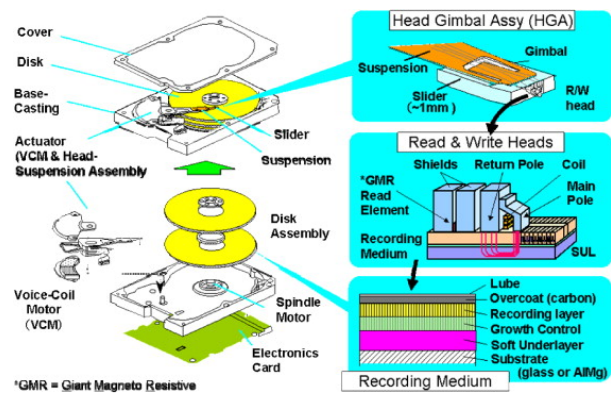 Cover
Disk
Base-
Casting
Actuator
(VCM & Head-
Suspension Assembly
Slider
Suspension
Disk
Assembly
Voice-Coil
Motor
(VCM)
Spindle
Motor
Electronics
Card
*GMR = Giant Magneto Resistive
Head Gimbal Assy (HGA)
Suspension
Gimbal
Slider
(~1mm)
R/W
head
Read & Write Heads
Shields
Return Pole
Coil
*GMR
Read
Element
Main
Pole
Recording
Medium
SUL
Lube
Overcoat (carbon)
Recording layer
Growth Control
Soft Underlayer
Substrate
(glass or AlMg)
Recording Medium